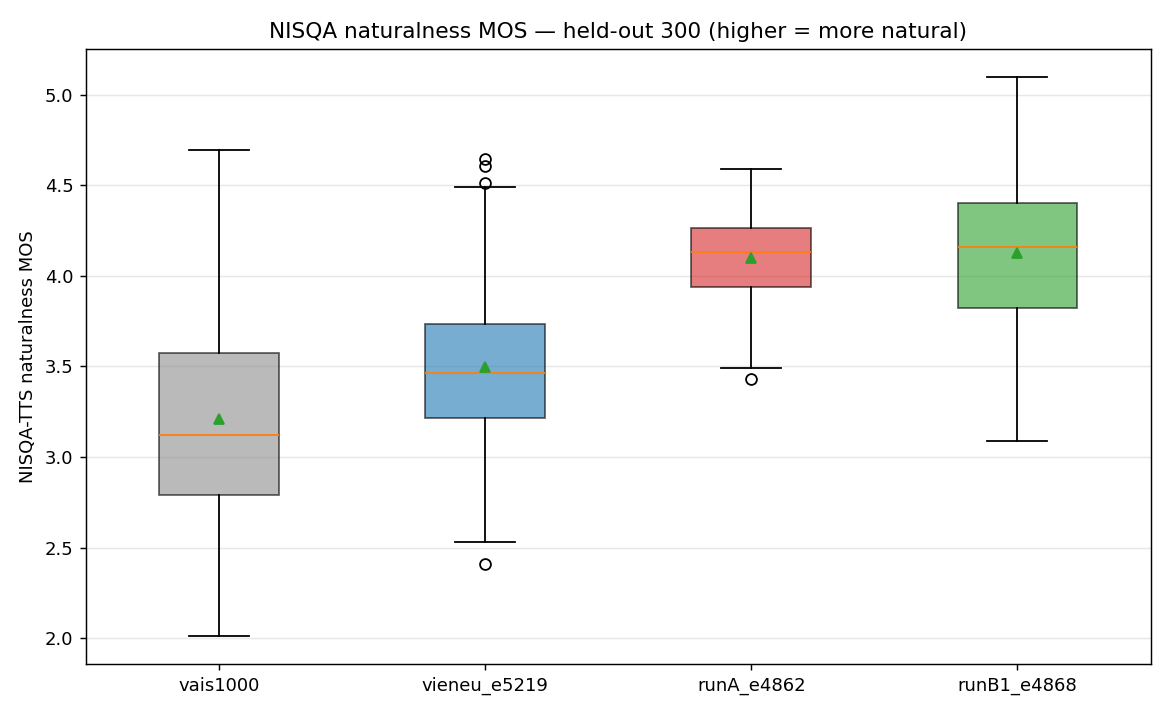 NISQA naturalness MOS — held-out 300 (higher = more natural)
NISQA-TTS naturalness MOS
5.0
4.5
4.0
3.5
3.0
2.5
2.0
vais1000
vieneu_e5219
runA_e4862
runB1_e4868